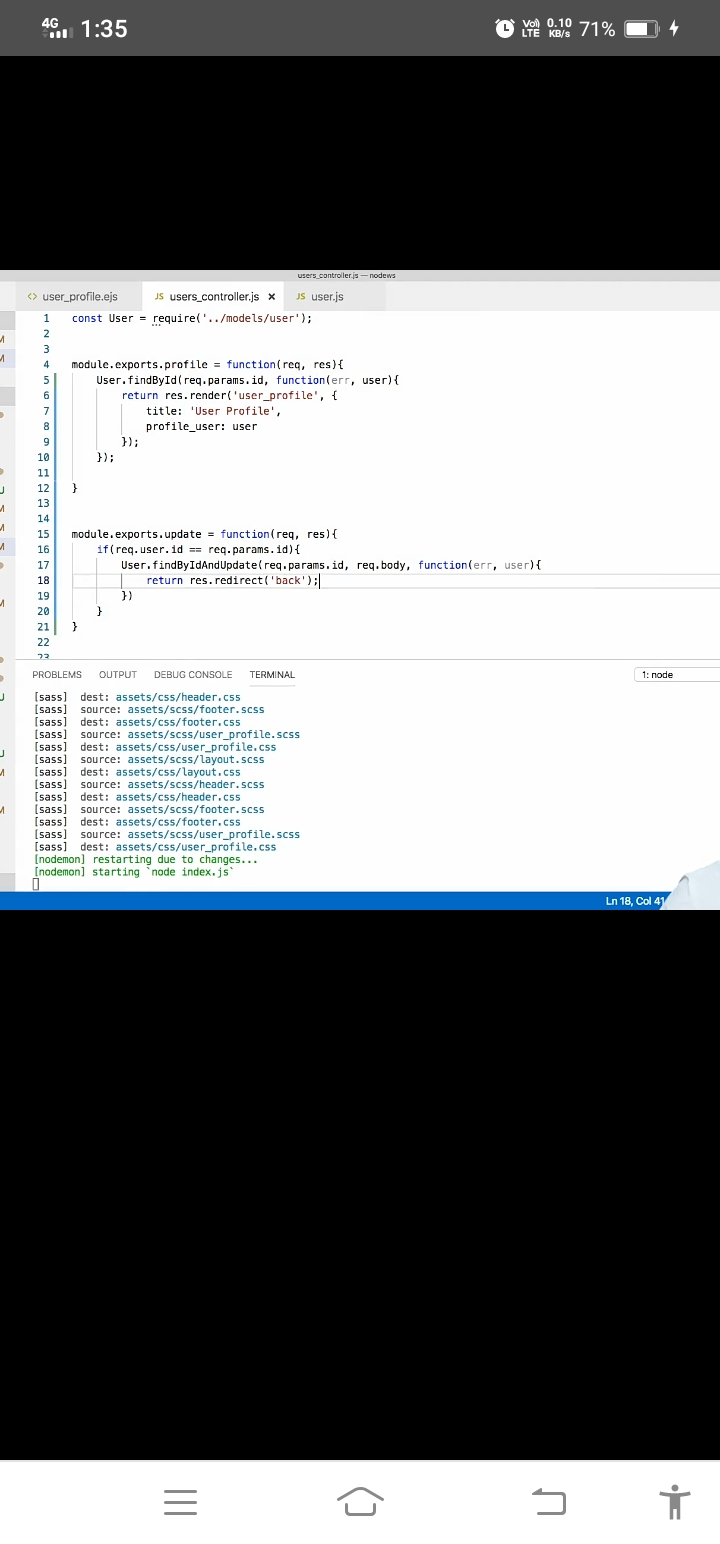 4G 1:35 Vo) LTE 0.10 KB/s 71%
users_controller.js — nodews
<> user_profile.ejs JS users_controller.js × JS user.js
1 const User = require('../models/user');
2
3
4 module.exports.profile = function(req, res){
5 User.findById(req.params.id, function(err, user){
6 return res.render('user_profile', {
7 title: 'User Profile',
8 profile_user: user
9 });
10 });
11
12 }
13
14
15 module.exports.update = function(req, res){
16 if(req.user.id == req.params.id){
17 User.findByIdAndUpdate(req.params.id, req.body, function(err, user){
18 return res.redirect('back');
19 })
20 }
21 }
22
23
PROBLEMS OUTPUT DEBUG CONSOLE TERMINAL 1: node
[sass] dest: assets/css/header.css
[sass] source: assets/scss/footer.scss
[sass] dest: assets/css/footer.css
[sass] source: assets/scss/user_profile.scss
[sass] dest: assets/css/user_profile.css
[sass] source: assets/scss/layout.scss
[sass] dest: assets/css/layout.css
[sass] source: assets/scss/header.scss
[sass] dest: assets/css/header.css
[sass] source: assets/scss/footer.scss
[sass] dest: assets/css/footer.css
[sass] source: assets/scss/user_profile.scss
[sass] dest: assets/css/user_profile.css
[nodemon] restarting due to changes...
[nodemon] starting `node index.js`
Ln 18, Col 41